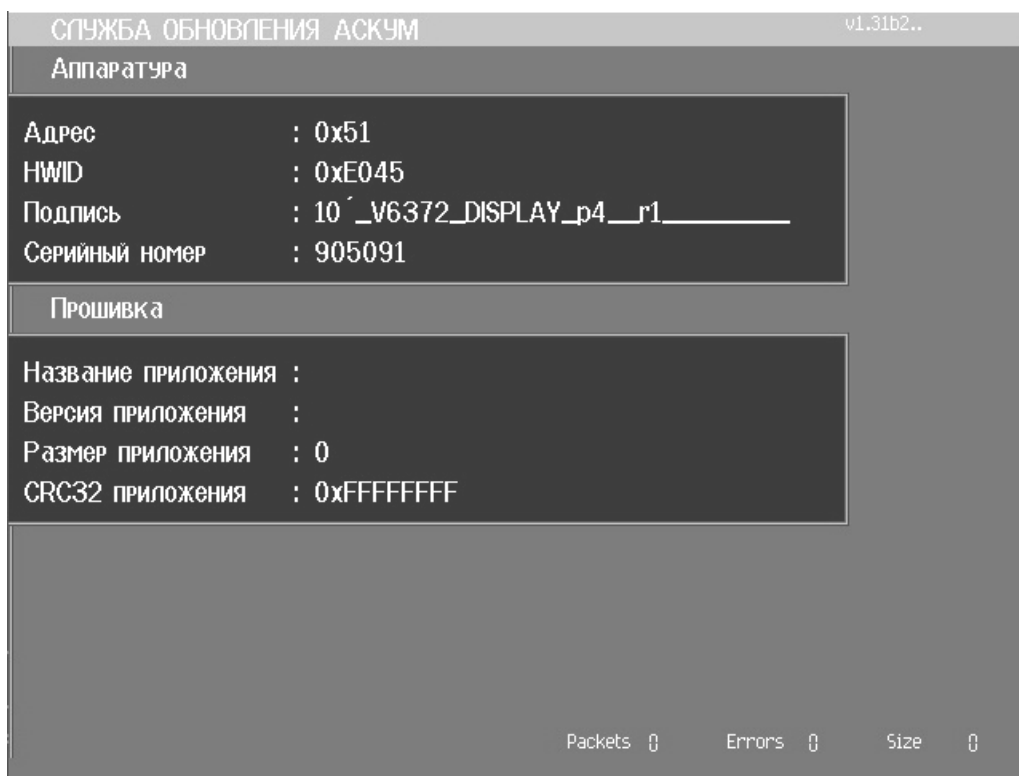 СЛУЖБА ОБНОВЛЕНИЯ АСКУМ v1.31b2..
Аппаратура
Адрес : 0x51
HWID : 0xE045
Подпись : 10´_V6372_DISPLAY_p4__r1_________
Серийный номер : 905091
Прошивка
Название приложения :
Версия приложения :
Размер приложения : 0
CRC32 приложения : 0xFFFFFFFF
Packets 0 Errors 0 Size 0